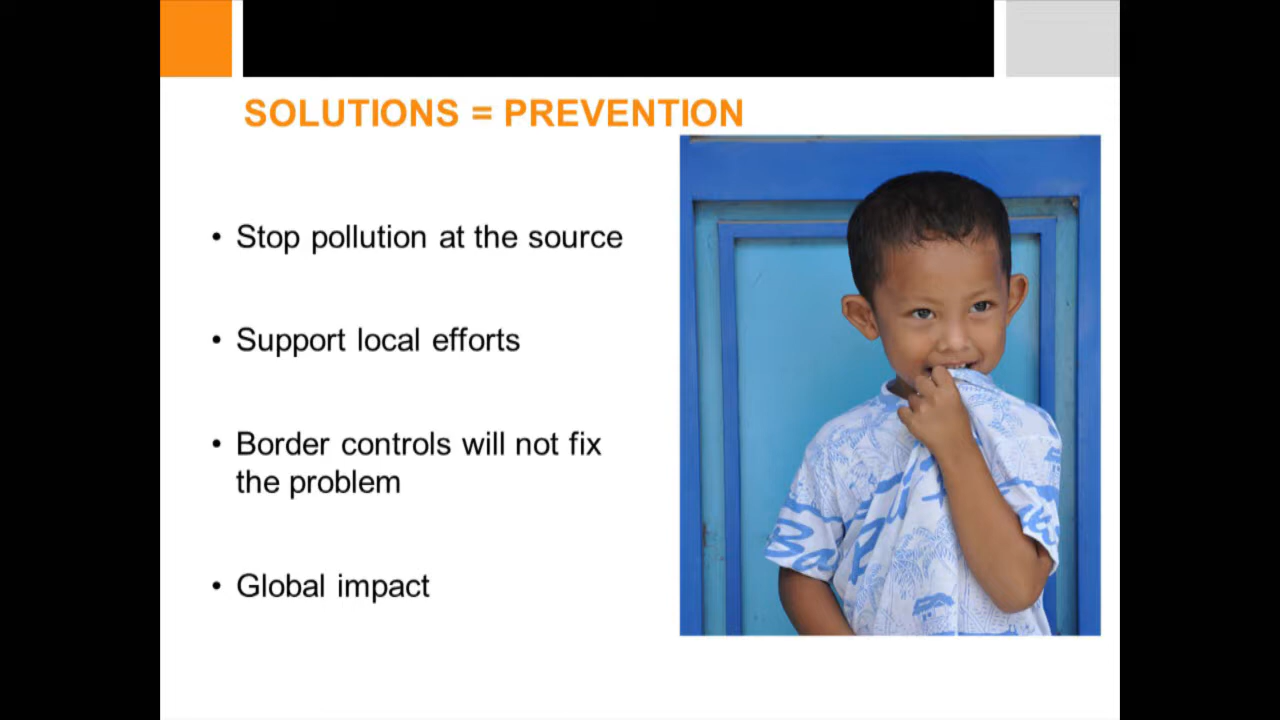 SOLUTIONS = PREVENTION
• Stop pollution at the source
• Support local efforts
• Border controls will not fix
the problem
• Global impact